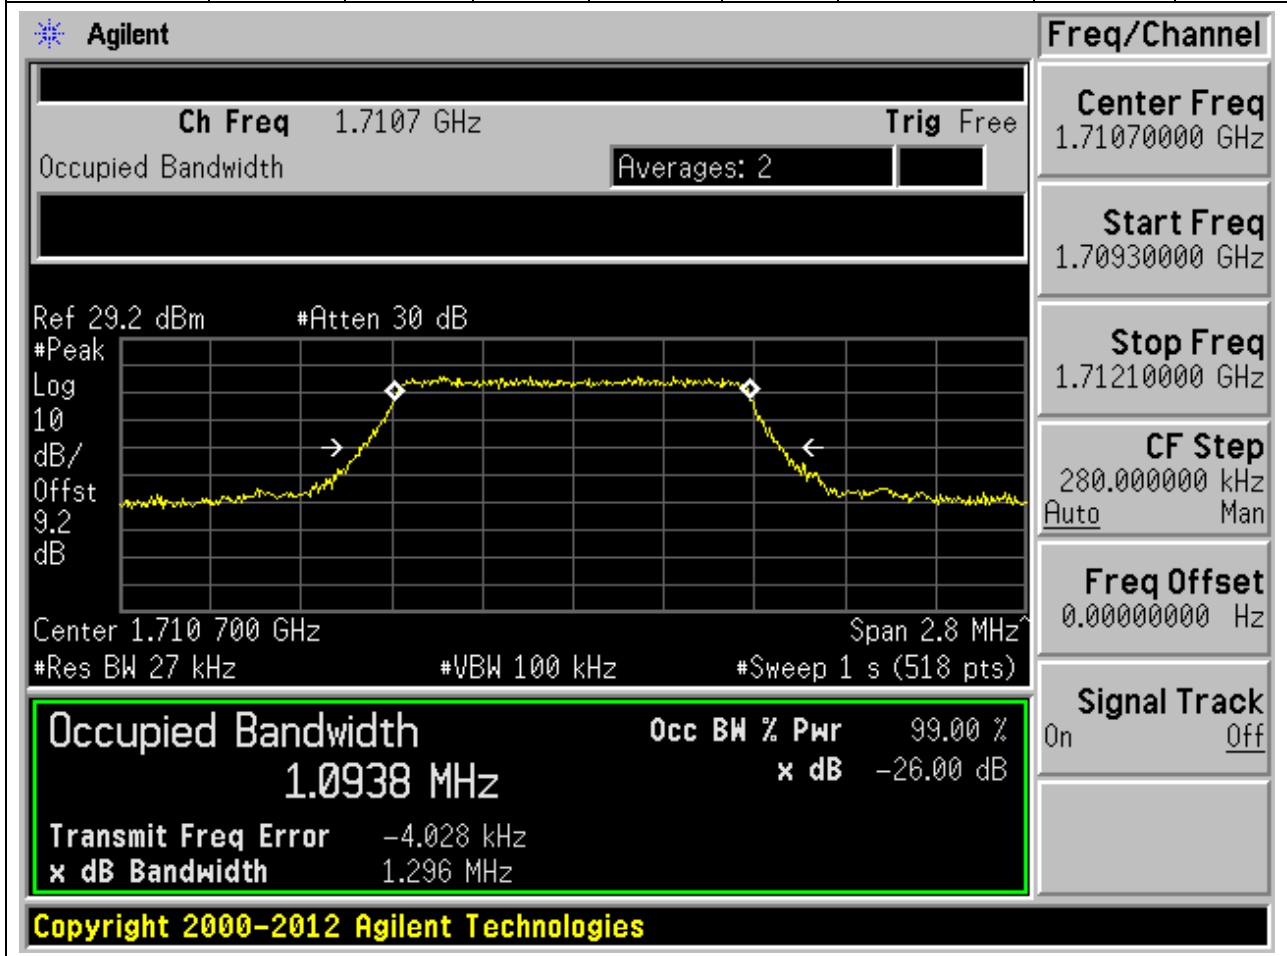 Agilent
Freq/Channel
Ch Freq 1.7107 GHz Trig Free
Occupied Bandwidth Averages: 2
Center Freq
1.71070000 GHz
Start Freq
1.70930000 GHz
Stop Freq
1.71210000 GHz
CF Step
280.000000 kHz
Auto Man
Freq Offset
0.00000000 Hz
Signal Track
On Off
Ref 29.2 dBm #Atten 30 dB
#Peak
Log
10
dB/
Offst
9.2
dB
Center 1.710 700 GHz Span 2.8 MHz^
#Res BW 27 kHz #VBW 100 kHz #Sweep 1 s (518 pts)
Occupied Bandwidth Occ BW % Pwr 99.00 %
1.0938 MHz x dB -26.00 dB
Transmit Freq Error -4.028 kHz
x dB Bandwidth 1.296 MHz
Copyright 2000-2012 Agilent Technologies